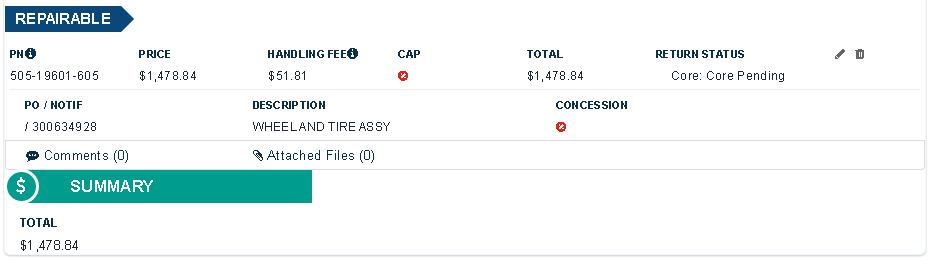 REPAIRABLE
PN PRICE HANDLING FEE CAP TOTAL RETURN STATUS
505-19601-605 $1,478.84 $51.81 $1,478.84 Core: Core Pending
PO / NOTIF DESCRIPTION CONCESSION
/ 300634928 WHEEL AND TIRE ASSY
Comments (0) Attached Files (0)
$ SUMMARY
TOTAL
$1,478.84